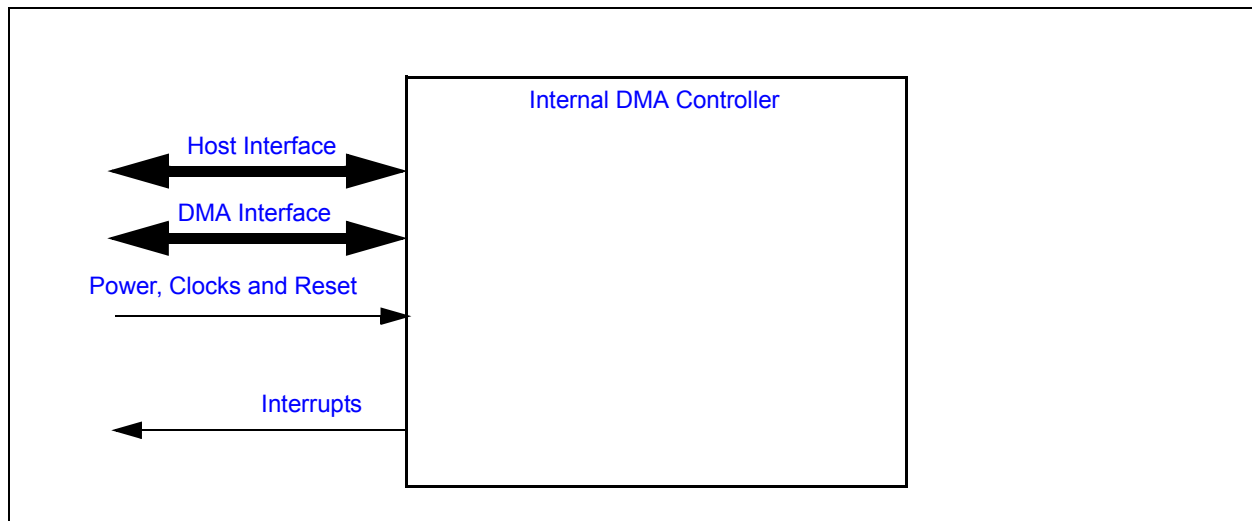 Internal DMA Controller
Host Interface
DMA Interface
Power, Clocks and Reset
Interrupts